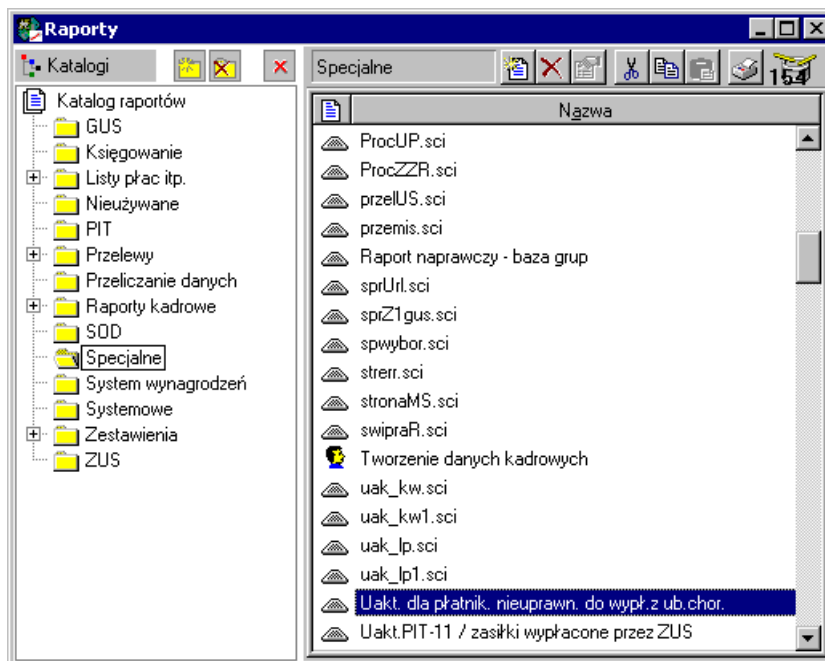 Raporty
Katalogi
Specjalne
154
Katalog raportów
GUS
Księgowanie
Listy płac itp.
Nieużywane
PIT
Przelewy
Przeliczanie danych
Raporty kadrowe
SOD
Specjalne
System wynagrodzeń
Systemowe
Zestawienia
ZUS
Nazwa
ProcUP.sci
ProcZZR.sci
przelUS.sci
przemis.sci
Raport naprawczy - baza grup
sprUrl.sci
sprZ1gus.sci
spwybor.sci
strerr.sci
stronaMS.sci
swipraR.sci
Tworzenie danych kadrowych
uak_kw.sci
uak_kw1.sci
uak_lp.sci
uak_lp1.sci
Uakt. dla płatnik. nieuprawn. do wypł.z ub.chor.
Uakt.PIT-11 / zasiłki wypłacone przez ZUS